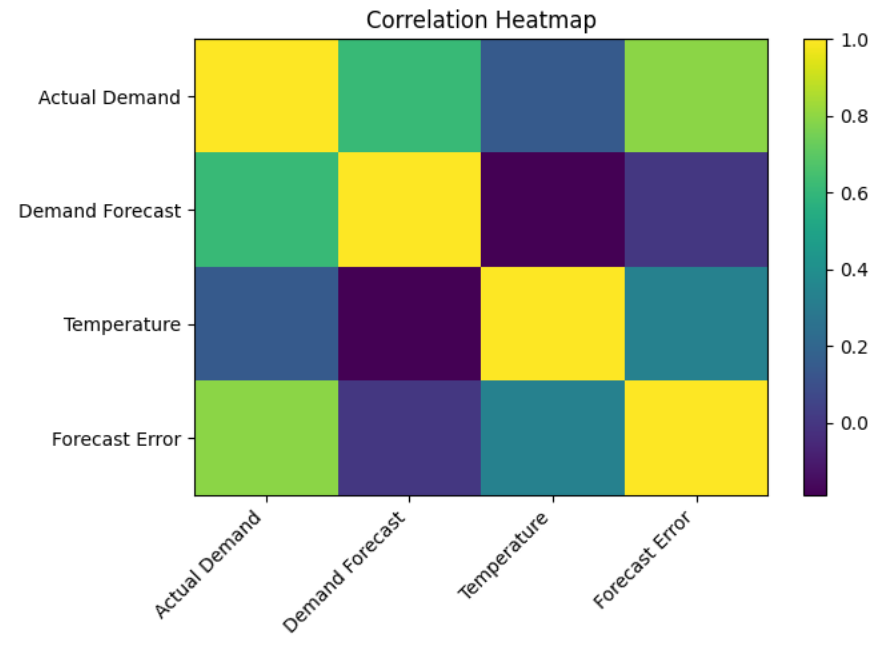 Correlation Heatmap
Actual Demand
Demand Forecast
Temperature
Forecast Error
Actual Demand
Demand Forecast
Temperature
Forecast Error
1.0
0.8
0.6
0.4
0.2
0.0